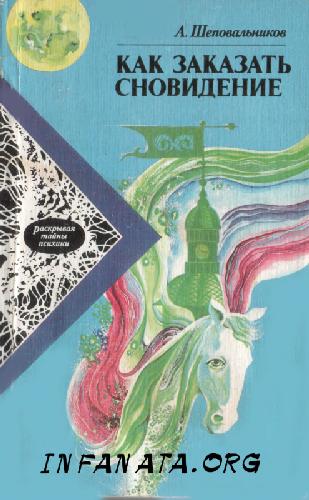 А. Шеповальников
КАК ЗАКАЗАТЬ
СНОВИДЕНИЕ
Раскрывая
тайны
психики
INFANATA.ORG